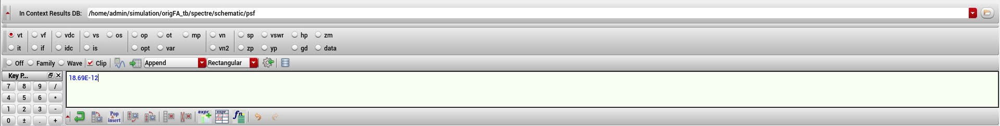 In Context Results DB: /home/admin/simulation/origFA_tb/spectre/schematic/psf
vt vf vdc vs os op ot mp vn sp vswr hp zm
it if idc is opt var vn2 zp yp gd data
Off Family Wave Clip Append Rectangular
Key P...
18.69E-12
7 8 9 /
4 5 6 *
1 2 3 -
0 ± . +
Pop & insert
expr
expr
fn